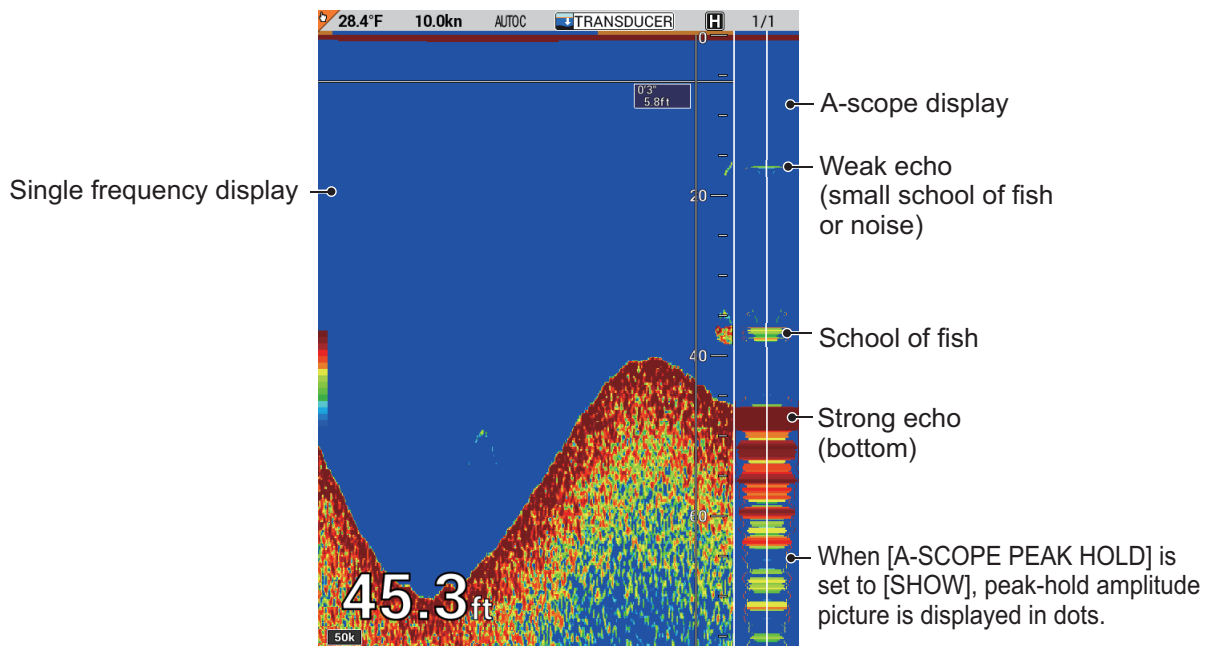 28.4°F 10.0kn AUTOC TRANSDUCER H 1/1
0
0'3"
5.8ft
A-scope display
Weak echo
(small school of fish
or noise)
Single frequency display
20
School of fish
40
Strong echo
(bottom)
60
When [A-SCOPE PEAK HOLD] is
set to [SHOW], peak-hold amplitude
picture is displayed in dots.
45.3ft
50k